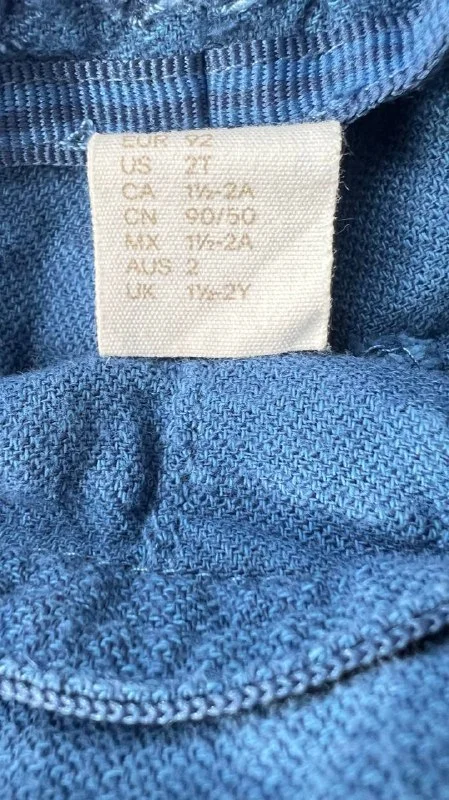 EUR 92
US 2T
CA 1½-2A
CN 90/50
MX 1½-2A
AUS 2
UK 1½-2Y